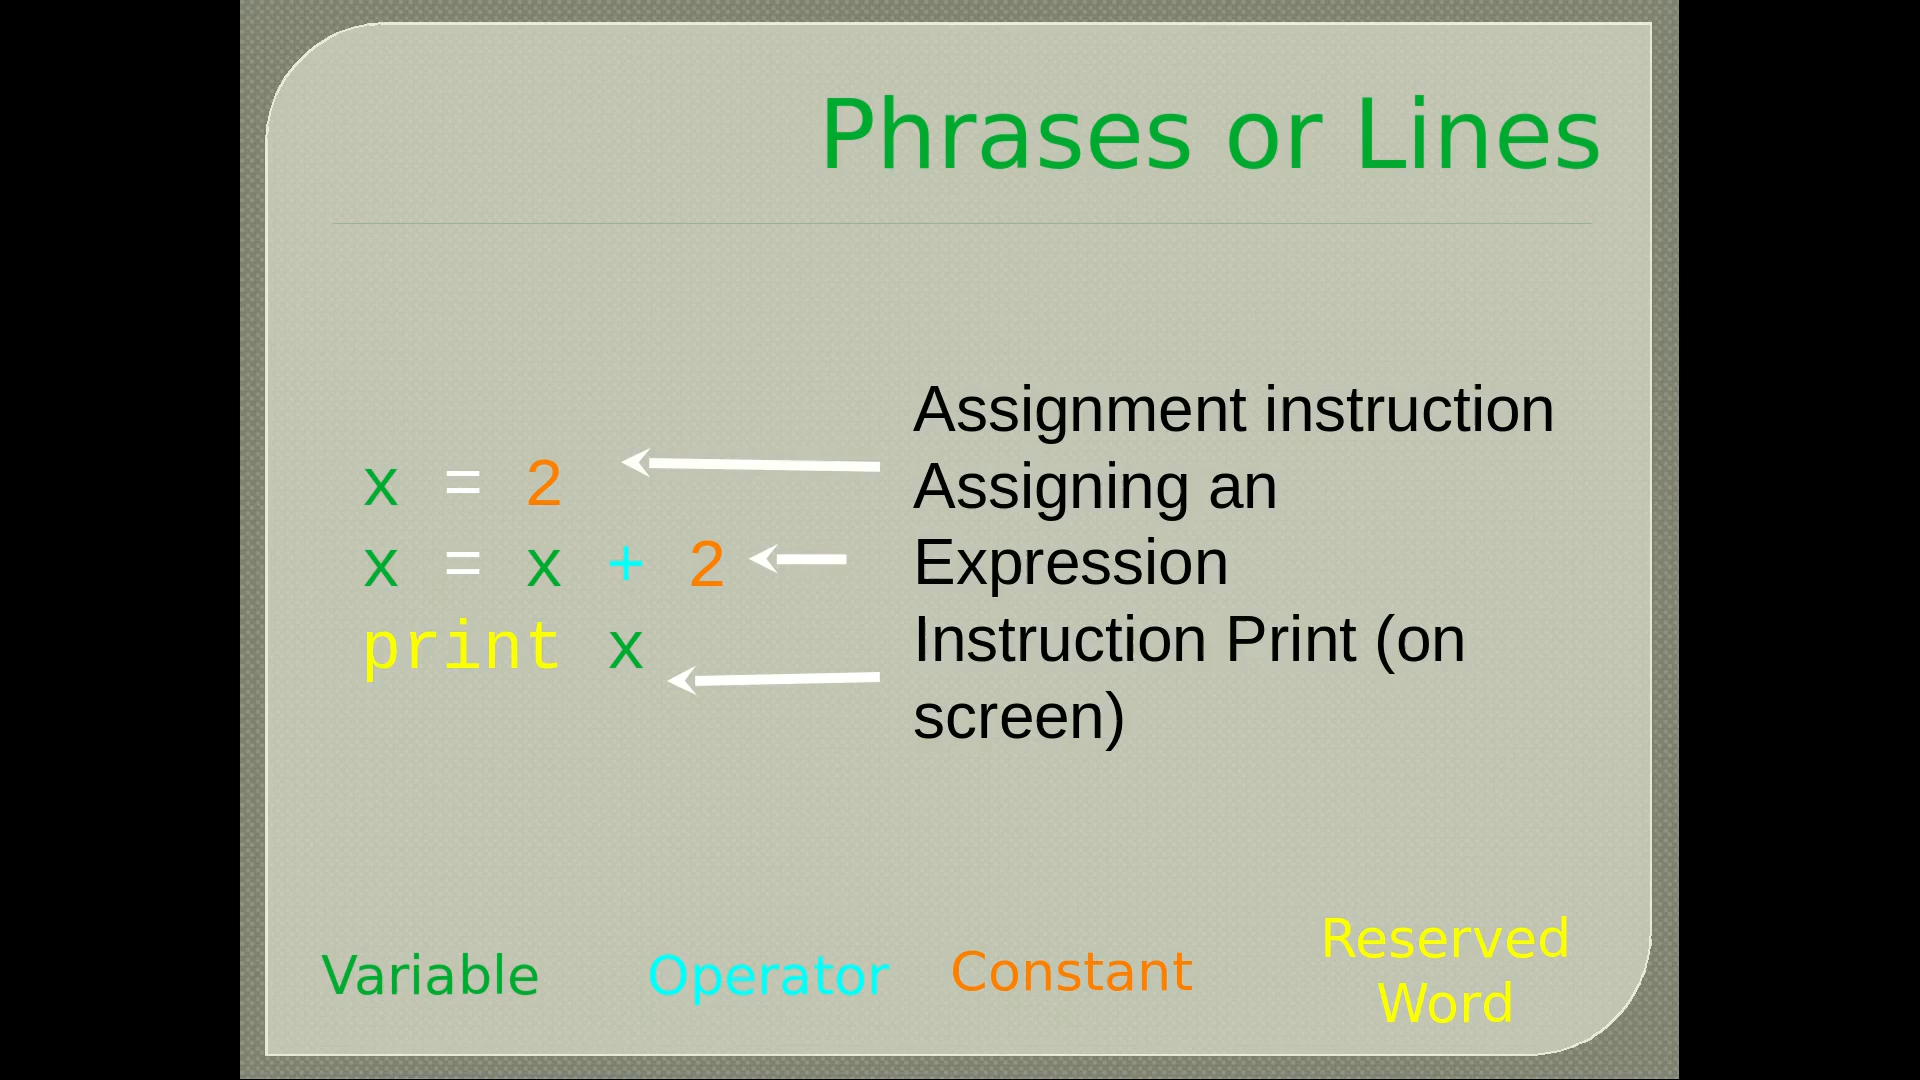 Phrases or Lines
x = 2
x = x + 2
print x
Assignment instruction
Assigning an
Expression
Instruction Print (on
screen)
Variable
Operator
Constant
Reserved
Word